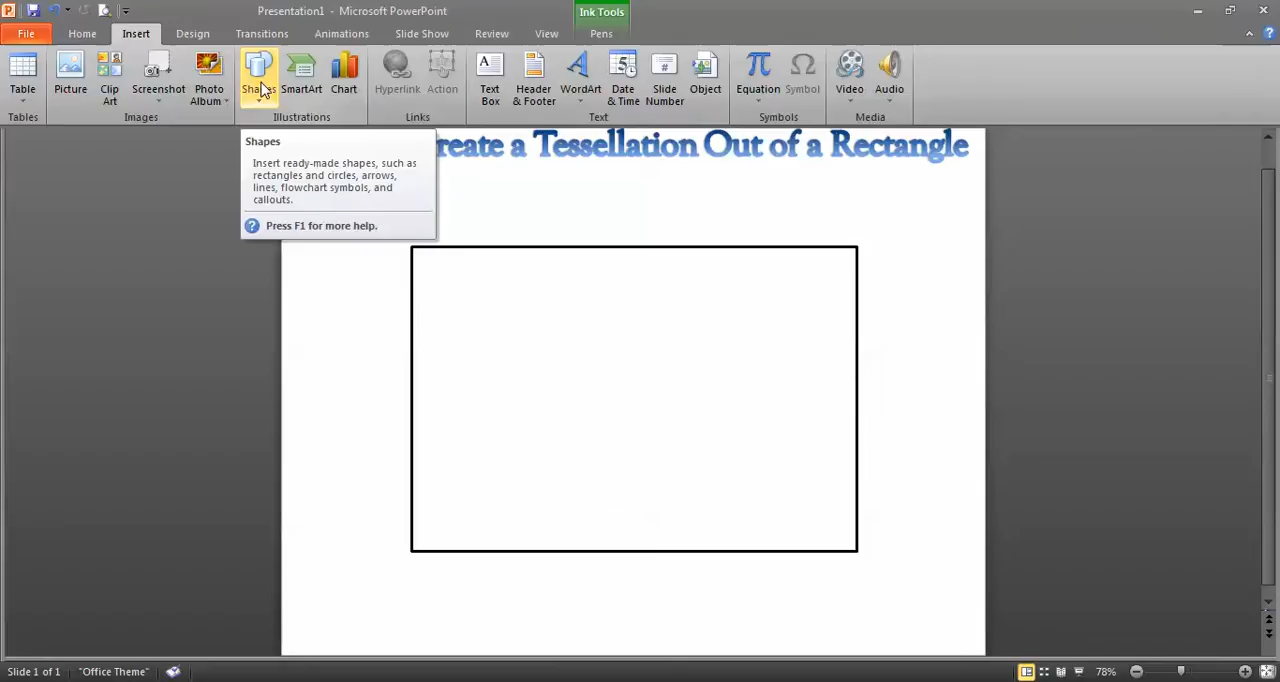 Presentation1 - Microsoft PowerPoint
Ink Tools
File Home Insert Design Transitions Animations Slide Show Review View Pens
Table Picture Clip Art Screenshot Photo Album Shapes SmartArt Chart Hyperlink Action Text Box Header & Footer WordArt Date & Time Slide Number Object Equation Symbol Video Audio
Tables Images Illustrations Links Text Symbols Media
Shapes
Insert ready-made shapes, such as
rectangles and circles, arrows,
lines, flowchart symbols, and
callouts.
Press F1 for more help.
reate a Tessellation Out of a Rectangle
Slide 1 of 1 "Office Theme" 78%